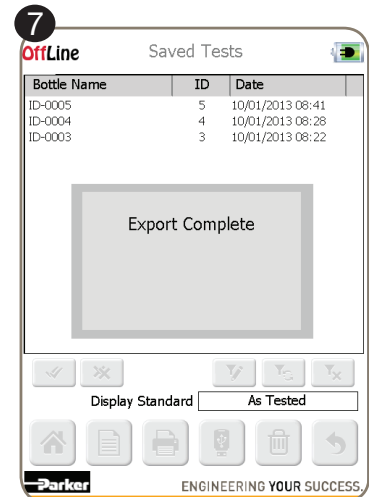 7
OffLine Saved Tests
Bottle Name ID Date
ID-0005 5 10/01/2013 08:41
ID-0004 4 10/01/2013 08:28
ID-0003 3 10/01/2013 08:22
Export Complete
Display Standard As Tested
Parker ENGINEERING YOUR SUCCESS.